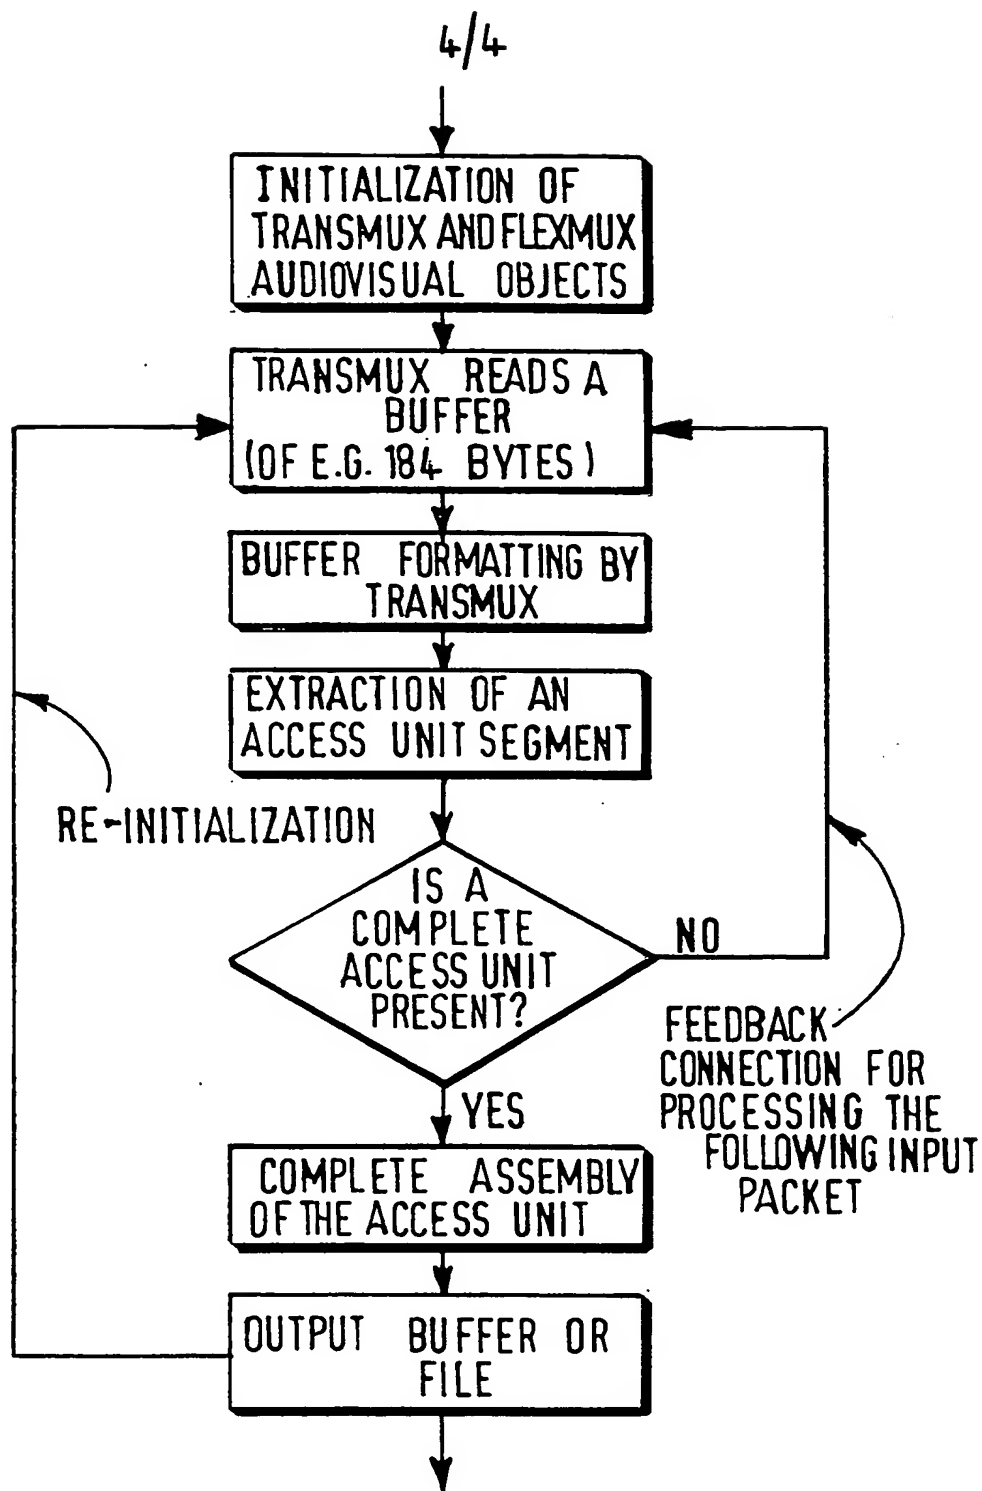 4/4
INITIALIZATION OF
TRANSMUX AND FLEXMUX
AUDIOVISUAL OBJECTS
TRANSMUX READS A
BUFFER
(OF E.G. 184 BYTES)
BUFFER FORMATTING BY
TRANSMUX
EXTRACTION OF AN
ACCESS UNIT SEGMENT
RE-INITIALIZATION
IS A
COMPLETE
ACCESS UNIT
PRESENT?
NO
FEEDBACK
CONNECTION FOR
PROCESSING THE
FOLLOWING INPUT
PACKET
YES
COMPLETE ASSEMBLY
OF THE ACCESS UNIT
OUTPUT BUFFER OR
FILE